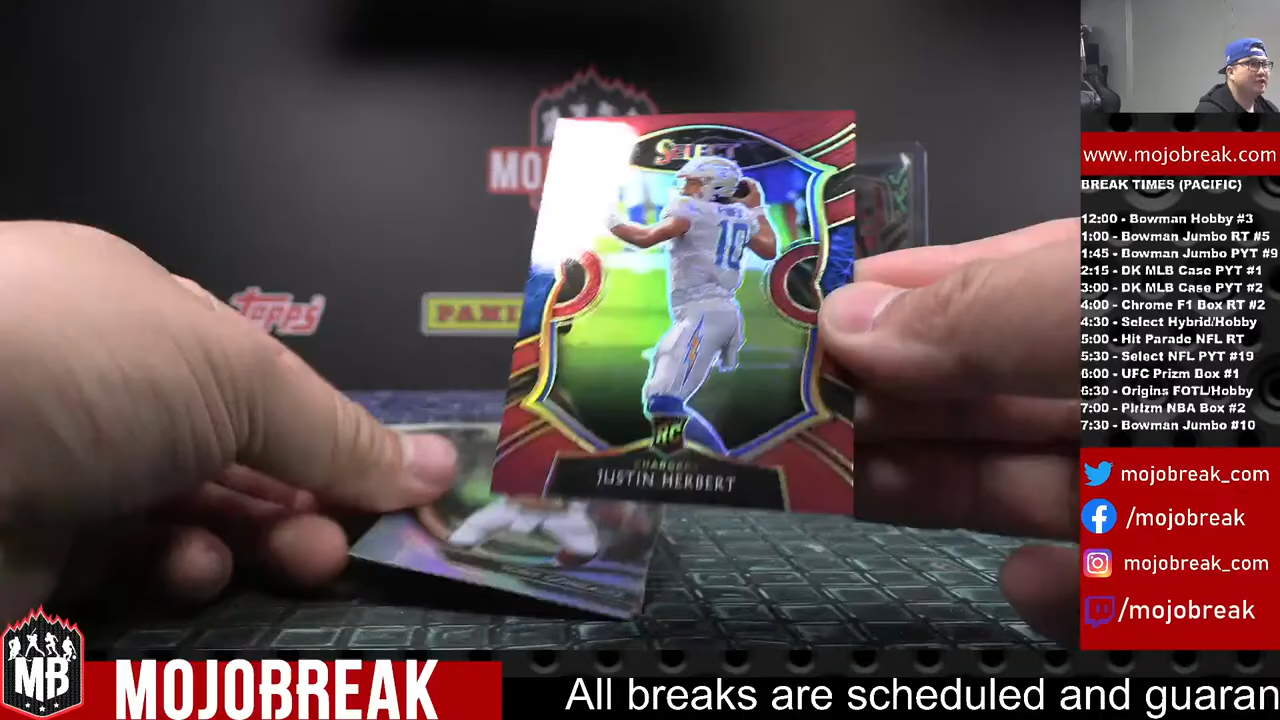 SELECT
10
RC
CHARGERS
JUSTIN HERBERT
MO
Topps
PANI
www.mojobreak.com
BREAK TIMES (PACIFIC)
12:00 - Bowman Hobby #3
1:00 - Bowman Jumbo RT #5
1:45 - Bowman Jumbo PYT #9
2:15 - DK MLB Case PYT #1
3:00 - DK MLB Case PYT #2
4:00 - Chrome F1 Box RT #2
4:30 - Select Hybrid/Hobby
5:00 - Hit Parade NFL RT
5:30 - Select NFL PYT #19
6:00 - UFC Prizm Box #1
6:30 - Origins FOTL/Hobby
7:00 - Plrizm NBA Box #2
7:30 - Bowman Jumbo #10
mojobreak_com
/mojobreak
mojobreak_com
/mojobreak
MB
MOJOBREAK
All breaks are scheduled and guaran